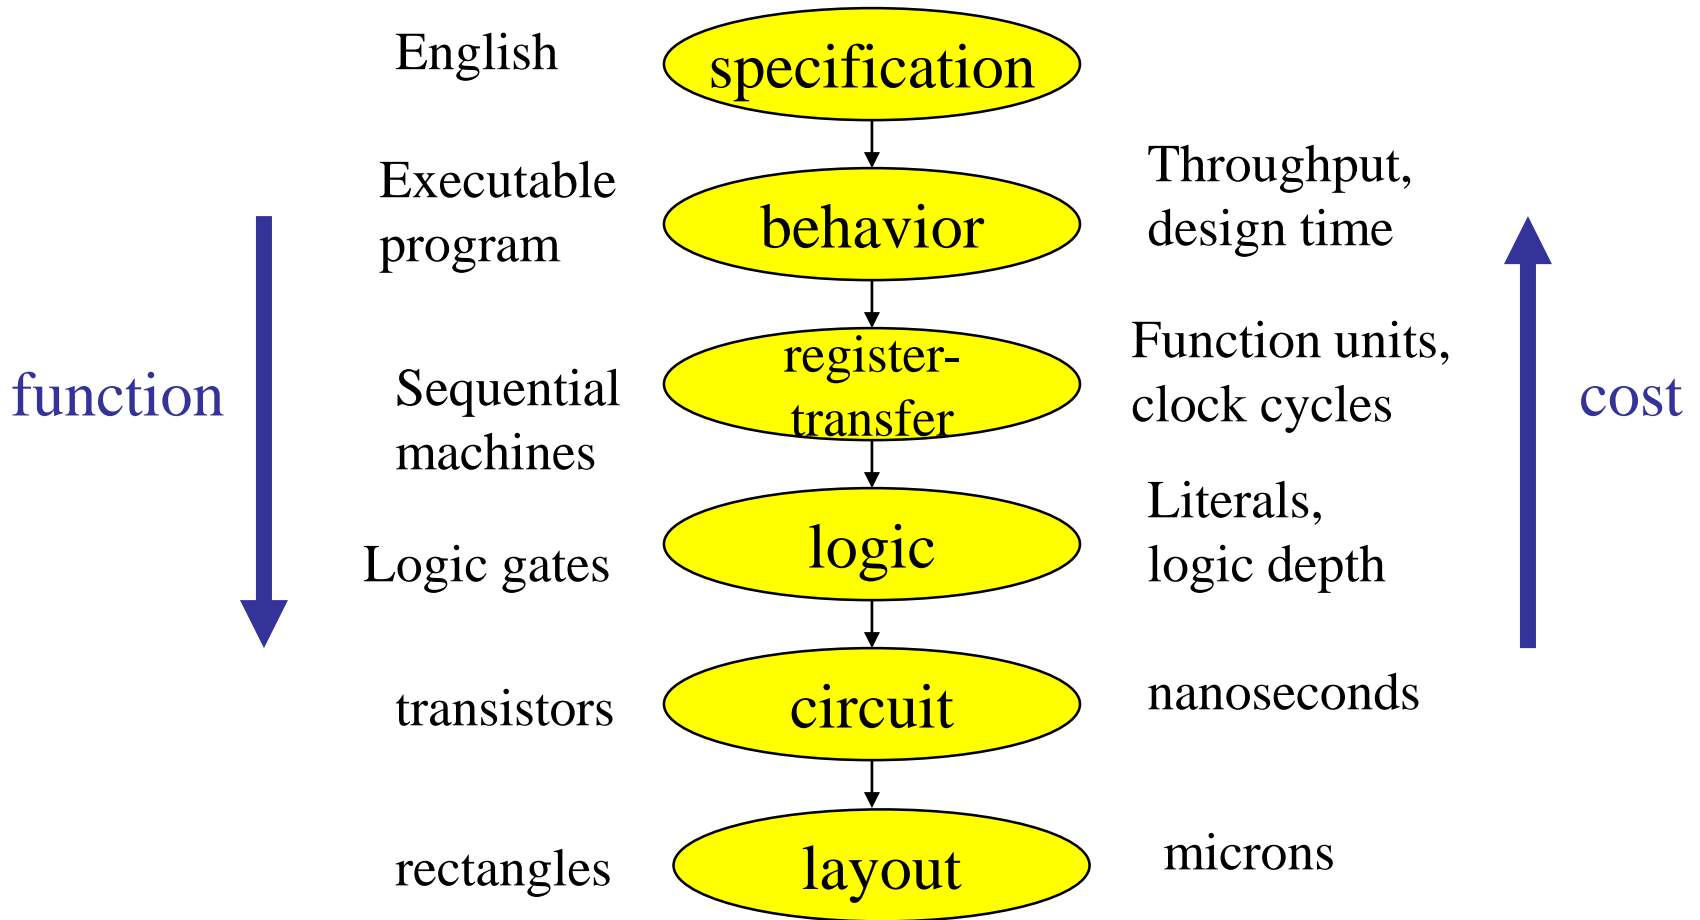 English
specification
Executable
program
behavior
Throughput,
design time
function
Sequential
machines
register-
transfer
Function units,
clock cycles
cost
Logic gates
logic
Literals,
logic depth
transistors
circuit
nanoseconds
rectangles
layout
microns